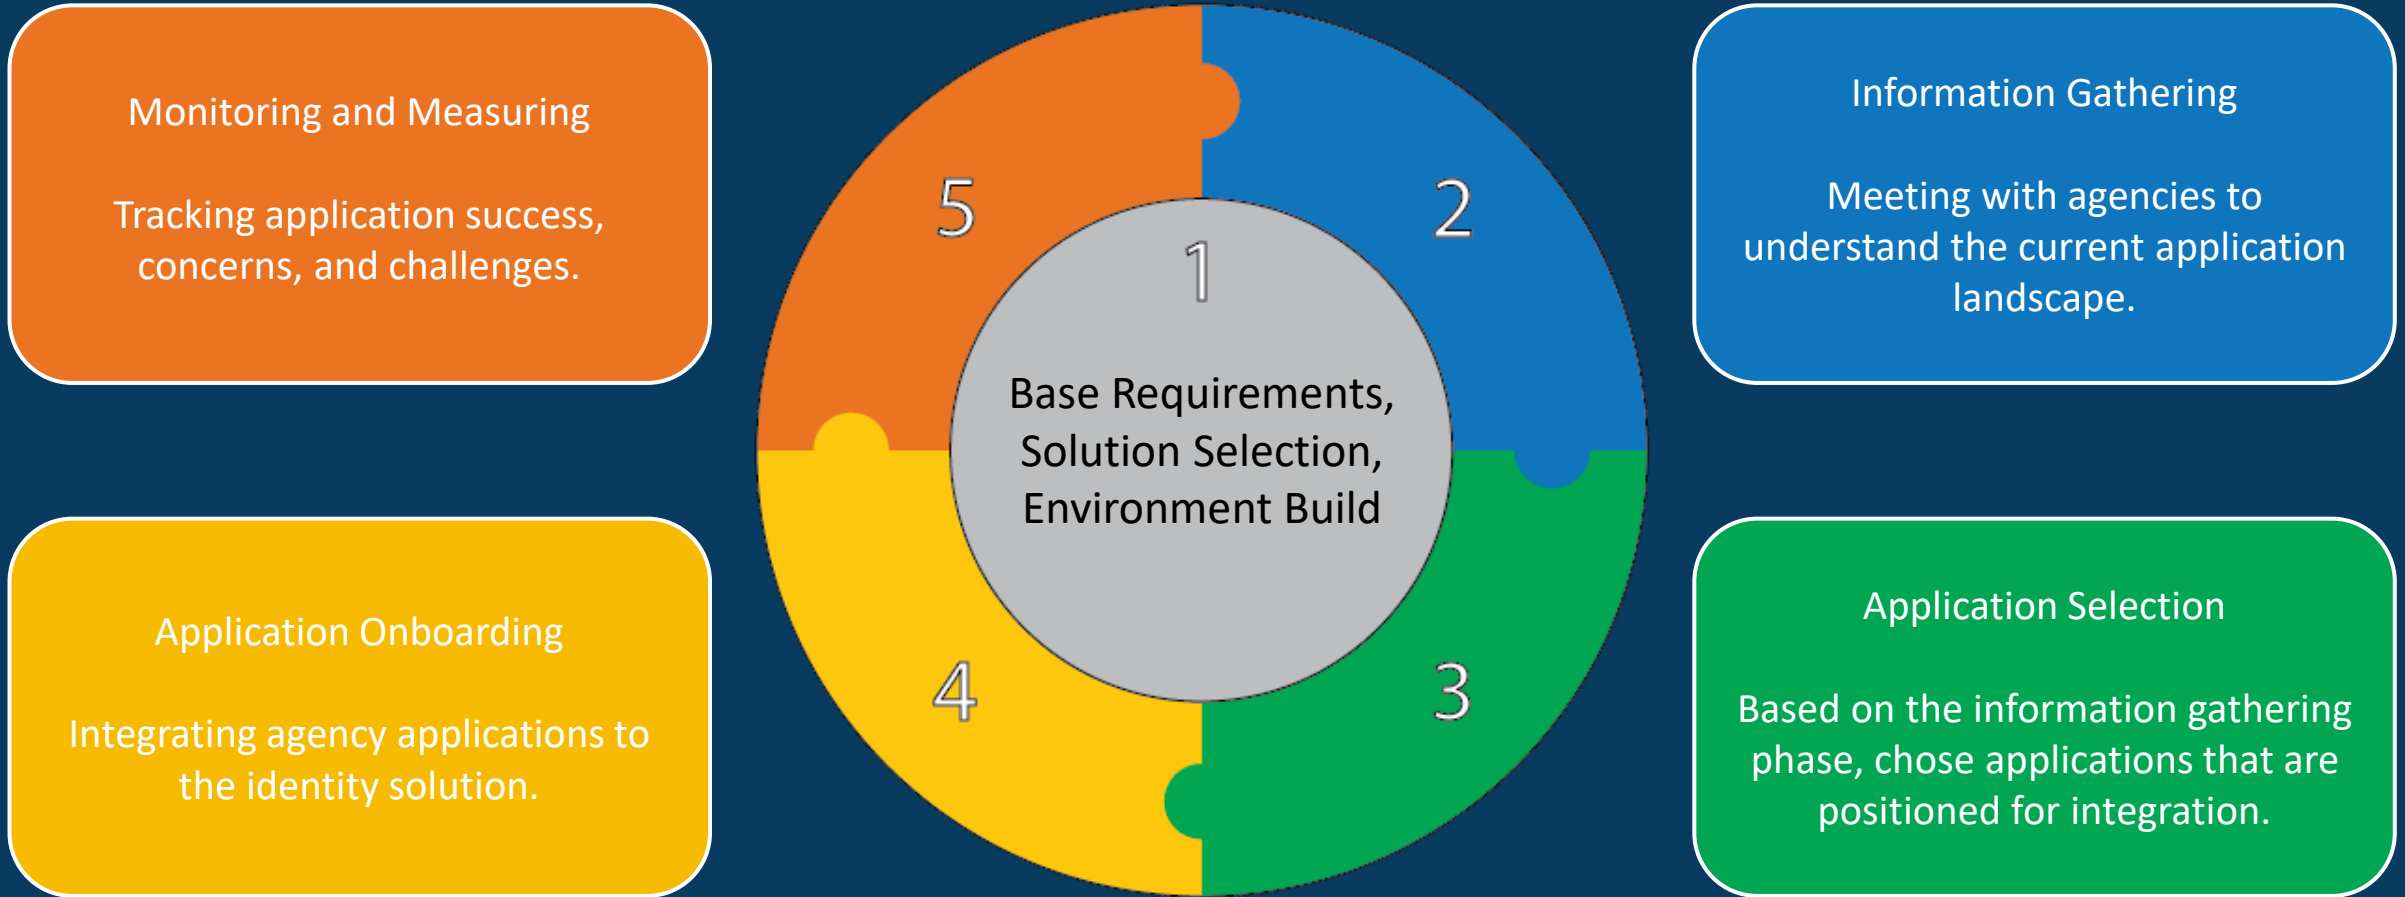 Monitoring and Measuring
Tracking application success,
concerns, and challenges.
Information Gathering
Meeting with agencies to
understand the current application
landscape.
5
2
1
Base Requirements,
Solution Selection,
Environment Build
4
3
Application Onboarding
Integrating agency applications to
the identity solution.
Application Selection
Based on the information gathering
phase, chose applications that are
positioned for integration.